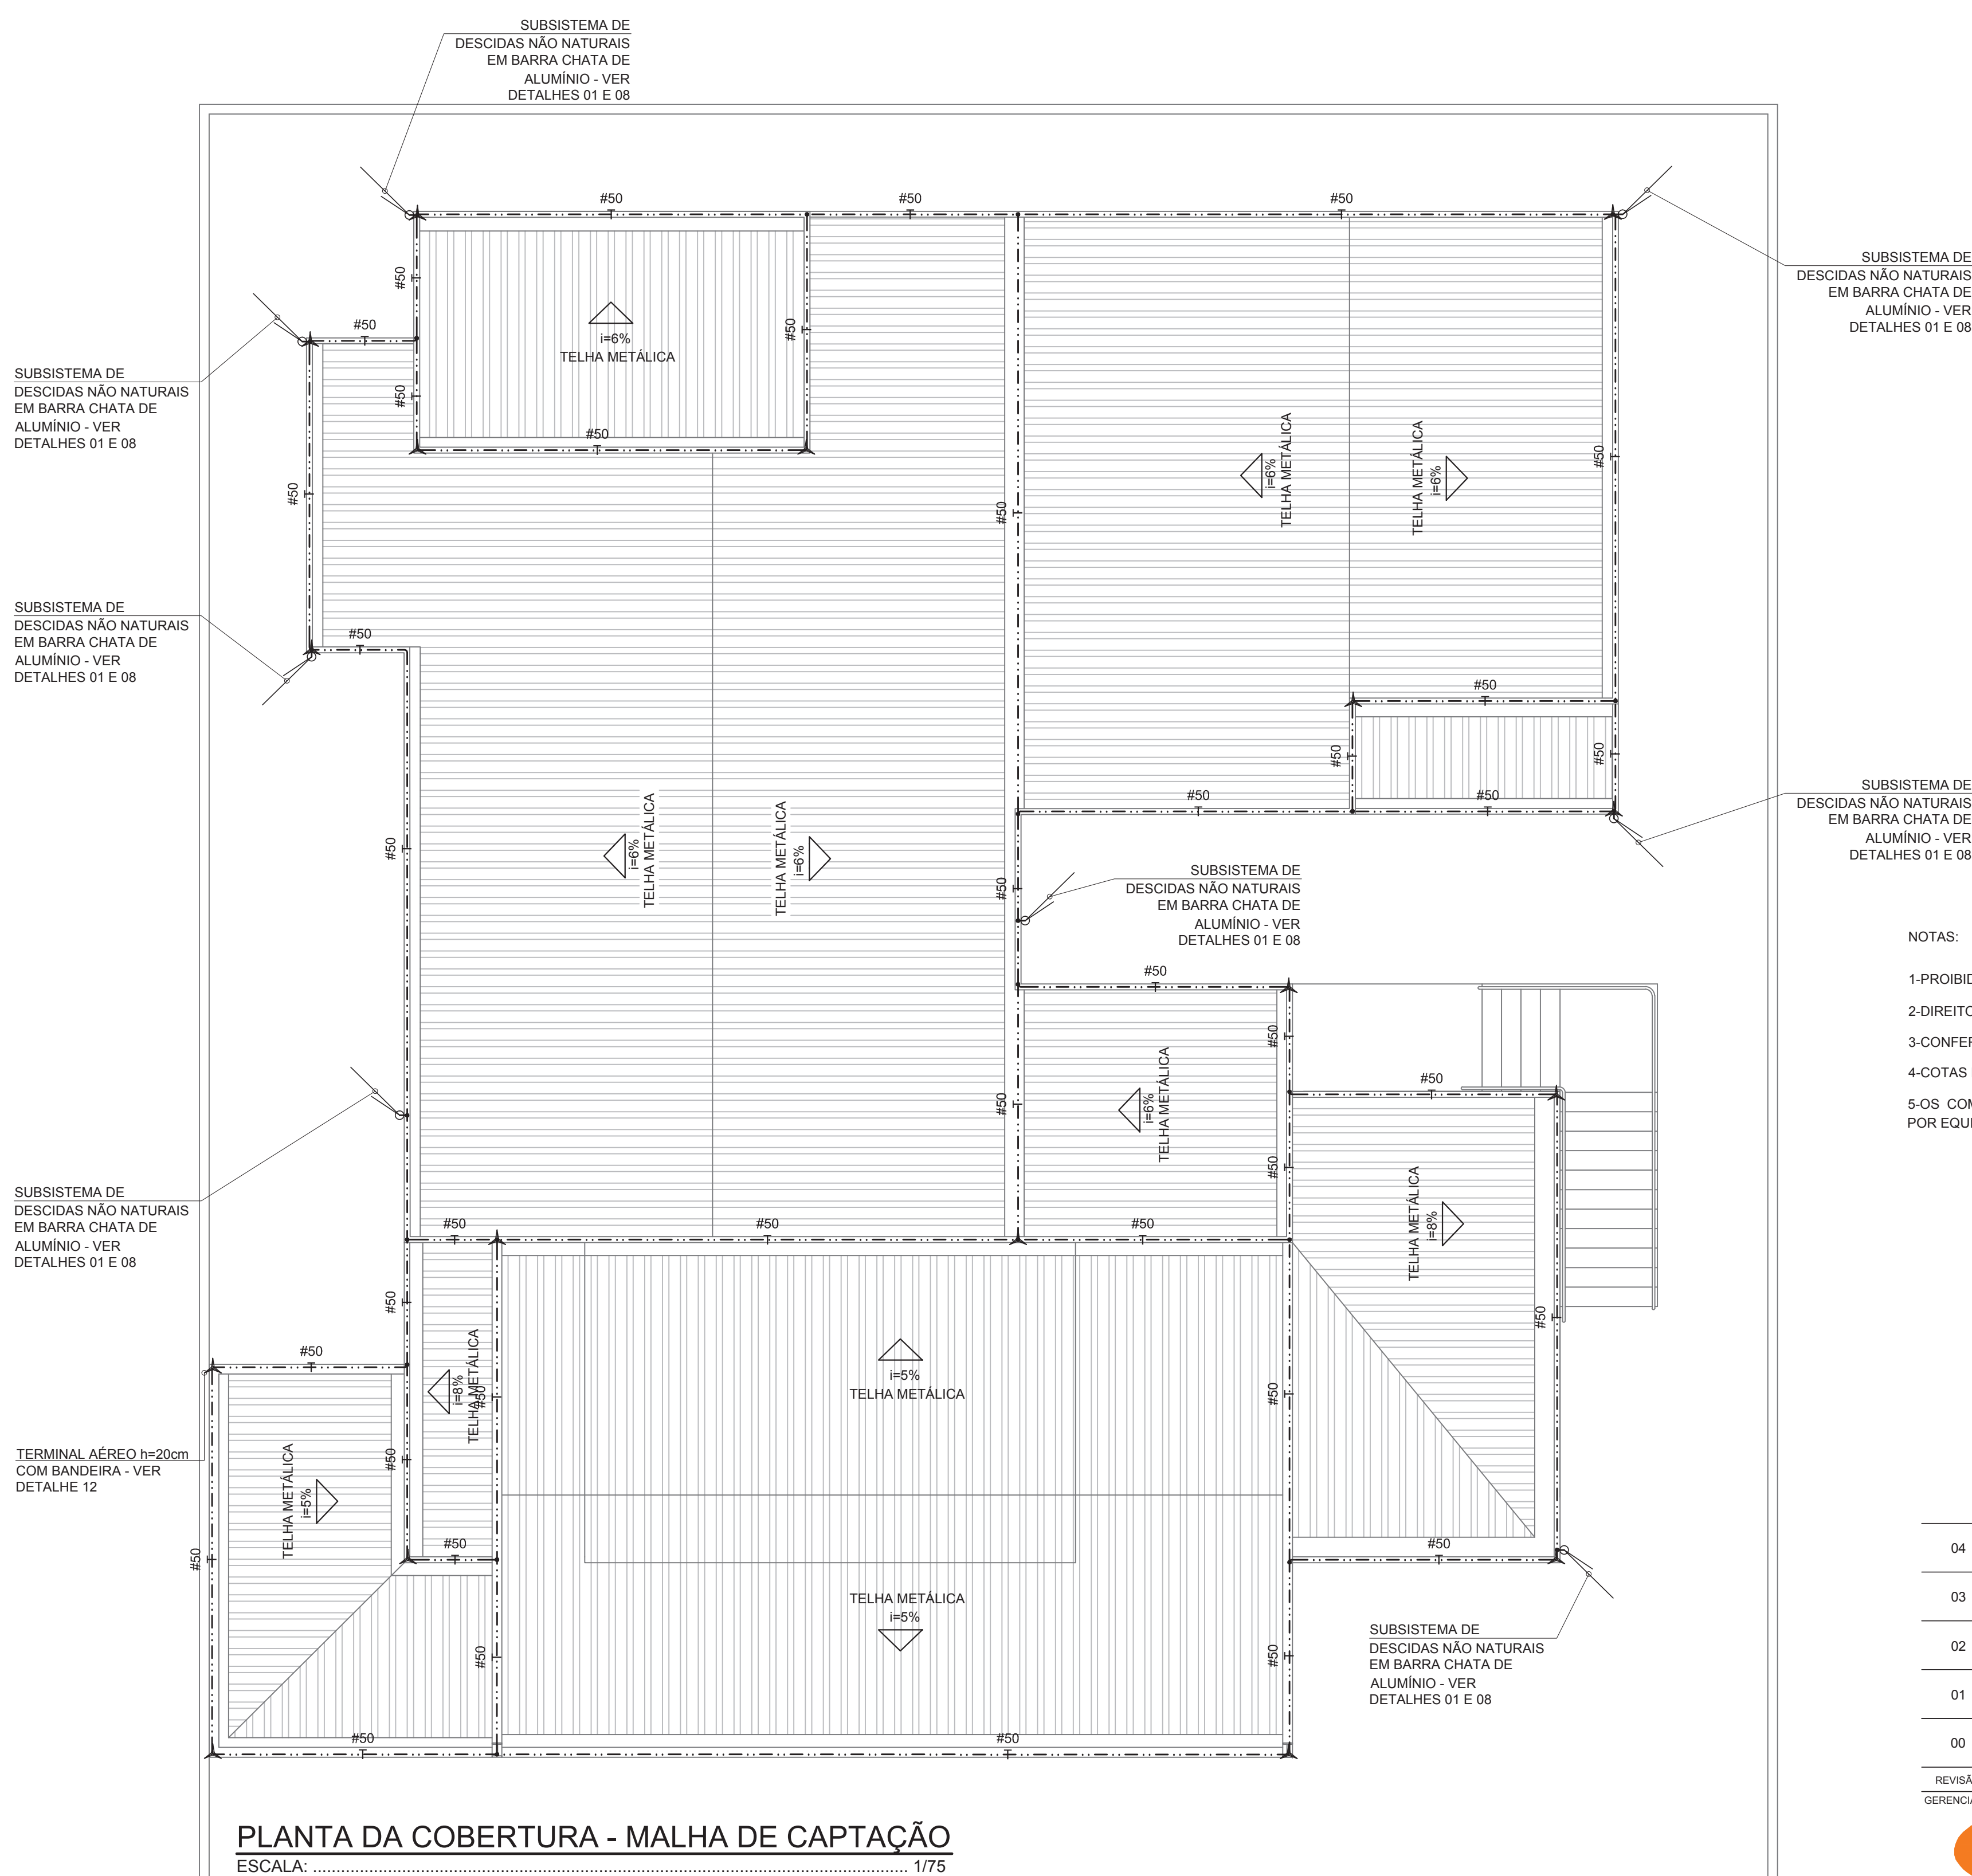 SUBSISTEMA DE
DESCIDAS NÃO NATURAIS
EM BARRA CHATA DE
ALUMÍNIO - VER
DETALHES 01 E 08
#50
#50
#50
SUBSISTEMA DE
DESCIDAS NÃO NATURAIS
EM BARRA CHATA DE
ALUMÍNIO - VER
DETALHES 01 E 08
#50
#50
#50
i=6%
TELHA METÁLICA
SUBSISTEMA DE
DESCIDAS NÃO NATURAIS
EM BARRA CHATA DE
ALUMÍNIO - VER
DETALHES 01 E 08
#50
#50
#50
i=6%
TELHA METÁLICA
TELHA METÁLICA
i=6%
#50
#50
SUBSISTEMA DE
DESCIDAS NÃO NATURAIS
EM BARRA CHATA DE
ALUMÍNIO - VER
DETALHES 01 E 08
#50
#50
#50
#50
#50
#50
SUBSISTEMA DE
DESCIDAS NÃO NATURAIS
EM BARRA CHATA DE
ALUMÍNIO - VER
DETALHES 01 E 08
#50
i=6%
TELHA METÁLICA
TELHA METÁLICA
i=6%
#50
SUBSISTEMA DE
DESCIDAS NÃO NATURAIS
EM BARRA CHATA DE
ALUMÍNIO - VER
DETALHES 01 E 08
NOTAS:
#50
2-DIREITO
4-COTAS
POR EQUI
#50
#50
#50
i=6%
TELHA METÁLICA
#50
SUBSISTEMA DE
DESCIDAS NÃO NATURAIS
EM BARRA CHATA DE
ALUMÍNIO - VER
DETALHES 01 E 08
#50
#50
#50
TELHA METÁLICA
i=8%
#50
#50
#50
i=8%
TELHA METÁLICA
#50
i=5%
TELHA METÁLICA
#50
TERMINAL AÉREO h=20cm
COM BANDEIRA - VER
DETALHE 12
TELHA METÁLICA
i=5%
#50
#50
#50
#50
04
03
TELHA METÁLICA
i=5%
#50
#50
SUBSISTEMA DE
DESCIDAS NÃO NATURAIS
EM BARRA CHATA DE
ALUMÍNIO - VER
DETALHES 01 E 08
02
01
#50
#50
00
PLANTA DA COBERTURA - MALHA DE CAPTAÇÃO
ESCALA: ........ 1/75